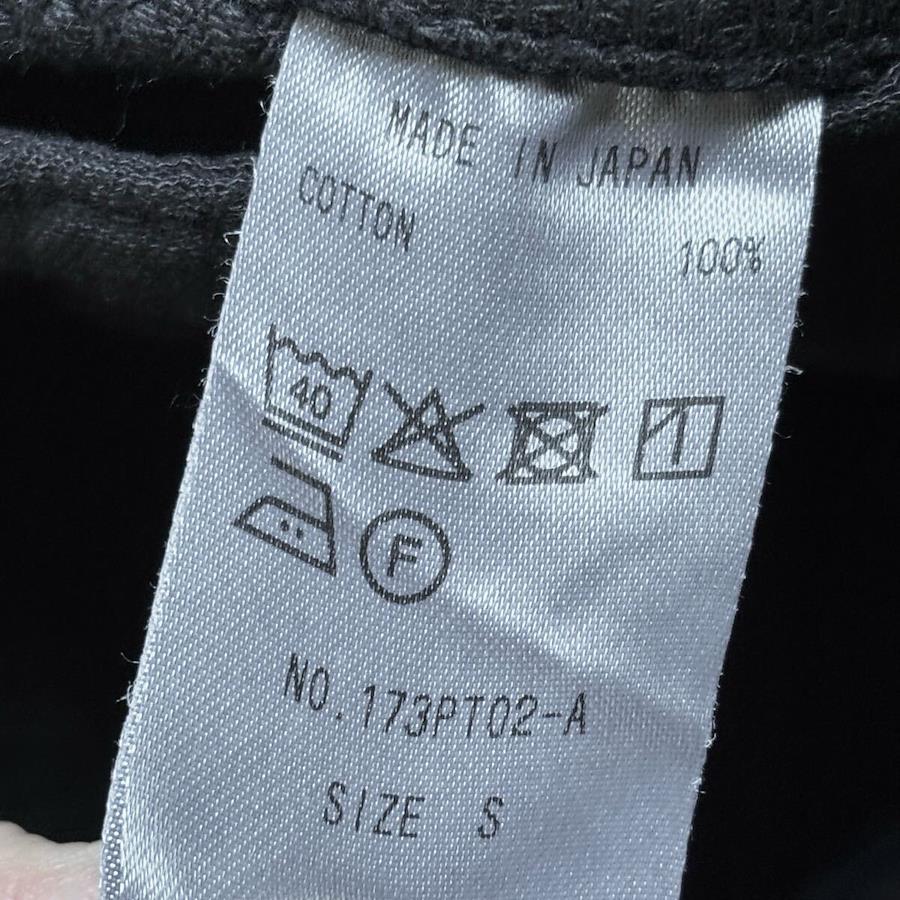 MADE IN JAPAN
COTTON 100%
40
F
NO.173PT02-A
SIZE S